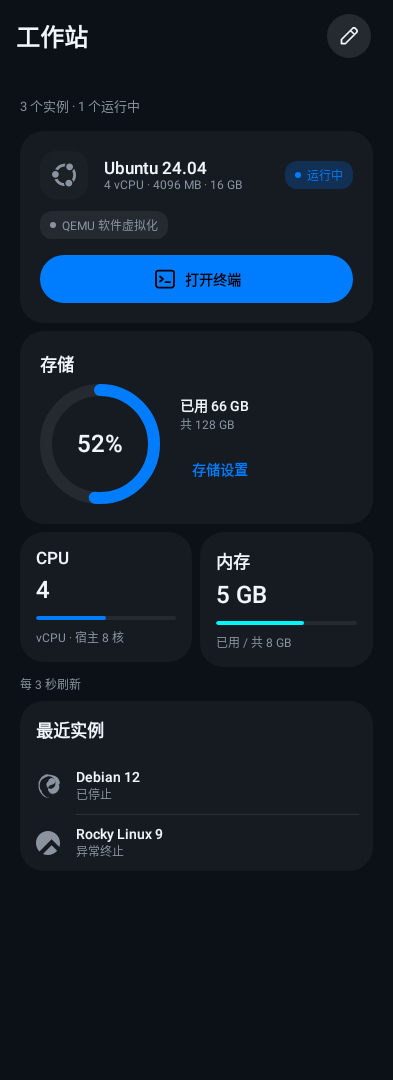 工作站
3 个实例 · 1 个运行中
Ubuntu 24.04
4 vCPU · 4096 MB · 16 GB
运行中
QEMU 软件虚拟化
打开终端
存储
52%
已用 66 GB
共 128 GB
存储设置
CPU
4
vCPU · 宿主 8 核
内存
5 GB
已用 / 共 8 GB
每 3 秒刷新
最近实例
Debian 12
已停止
Rocky Linux 9
异常终止